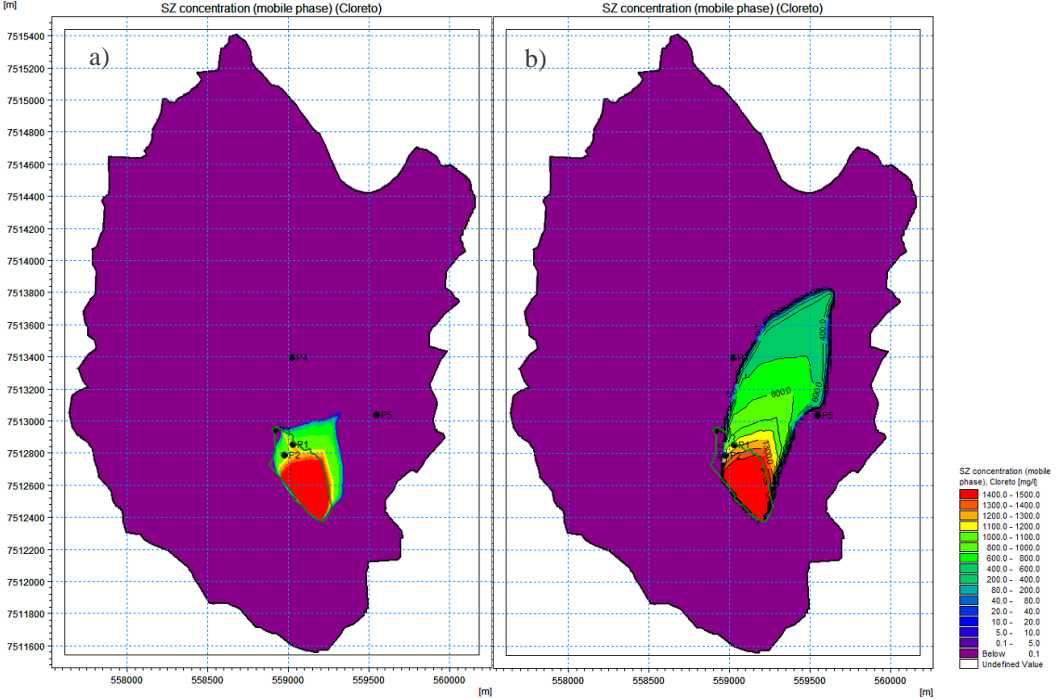 [m]
SZ concentration (mobile phase) (Cloreto)
SZ concentration (mobile phase) (Cloreto)
a)
b)
7515400
7515200
7515000
7514800
7514600
7514400
7514200
7514000
7513800
7513600
7513400
7513200
7513000
7512800
7512600
7512400
7512200
7512000
7511800
7511600
P4
P5
R1
P2
400.0
600.0
800.0
P5
R1
558000
558500
559000
559500
560000
[m]
558000
558500
559000
559500
560000
[m]
SZ concentration (mobile
phase), Cloreto [mg/l]
1400.0 - 1500.0
1300.0 - 1400.0
1200.0 - 1300.0
1100.0 - 1200.0
1000.0 - 1100.0
800.0 - 1000.0
600.0 - 800.0
400.0 - 600.0
200.0 - 400.0
80.0 - 200.0
40.0 - 80.0
20.0 - 40.0
10.0 - 20.0
5.0 - 10.0
0.1 - 5.0
Below 0.1
Undefined Value